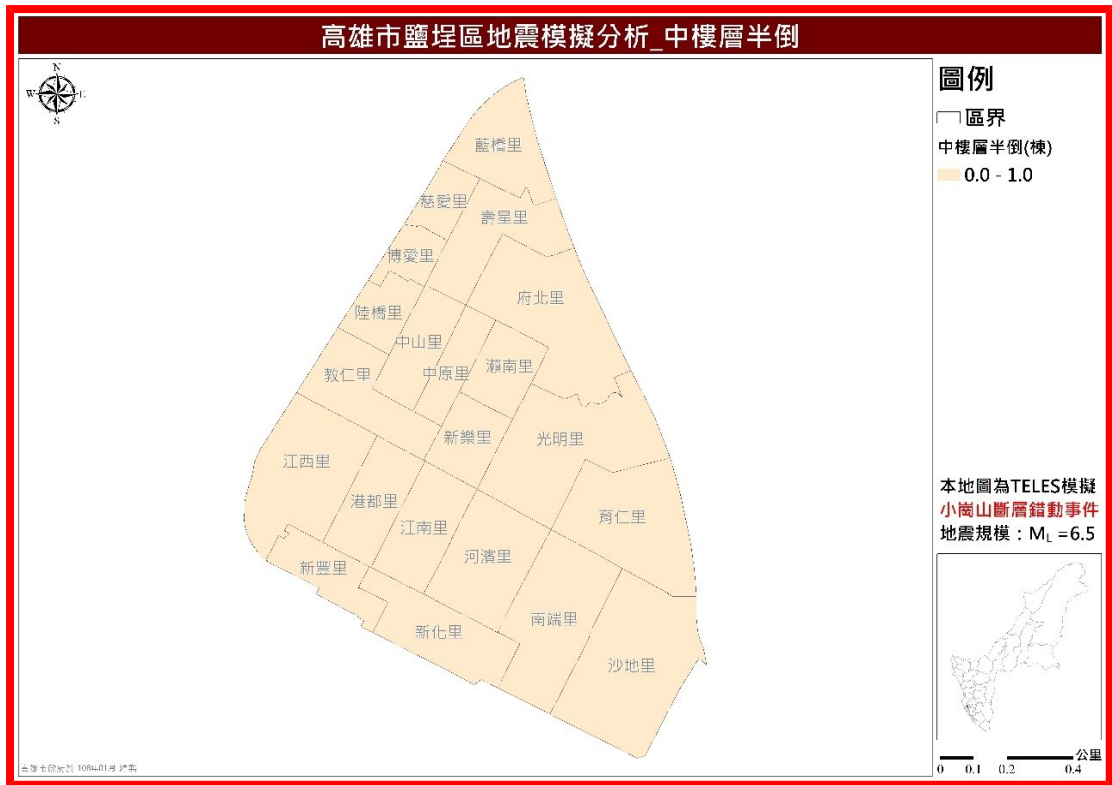 高雄市鹽埕區地震模擬分析_中樓層半倒
N
W E
S
圖例
區界
中樓層半倒(棟)
0.0 - 1.0
藍橋里
慈愛里
壽星里
博愛里
府北里
陸橋里
中山里
中原里
瀨南里
教仁里
新樂里
光明里
江西里
港都里
江南里
育仁里
河濱里
新豐里
南端里
新化里
沙地里
本地圖為TELES模擬
小崗山斷層錯動事件
地震規模：ML =6.5
公里
0 0.1 0.2 0.4